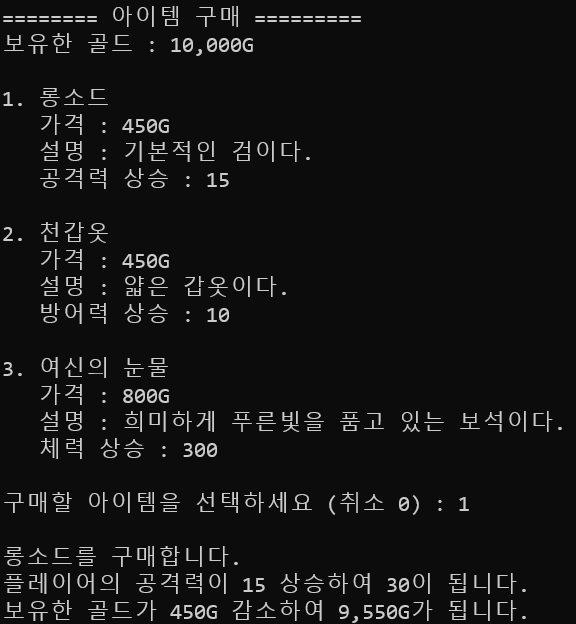 ======== 아이템 구매 =========
보유한 골드 : 10,000G
1. 롱소드
가격 : 450G
설명 : 기본적인 검이다.
공격력 상승 : 15
2. 천갑옷
가격 : 450G
설명 : 얇은 갑옷이다.
방어력 상승 : 10
3. 여신의 눈물
가격 : 800G
설명 : 희미하게 푸른빛을 품고 있는 보석이다.
체력 상승 : 300
구매할 아이템을 선택하세요 (취소 0) : 1
롱소드를 구매합니다.
플레이어의 공격력이 15 상승하여 30이 됩니다.
보유한 골드가 450G 감소하여 9,550G가 됩니다.